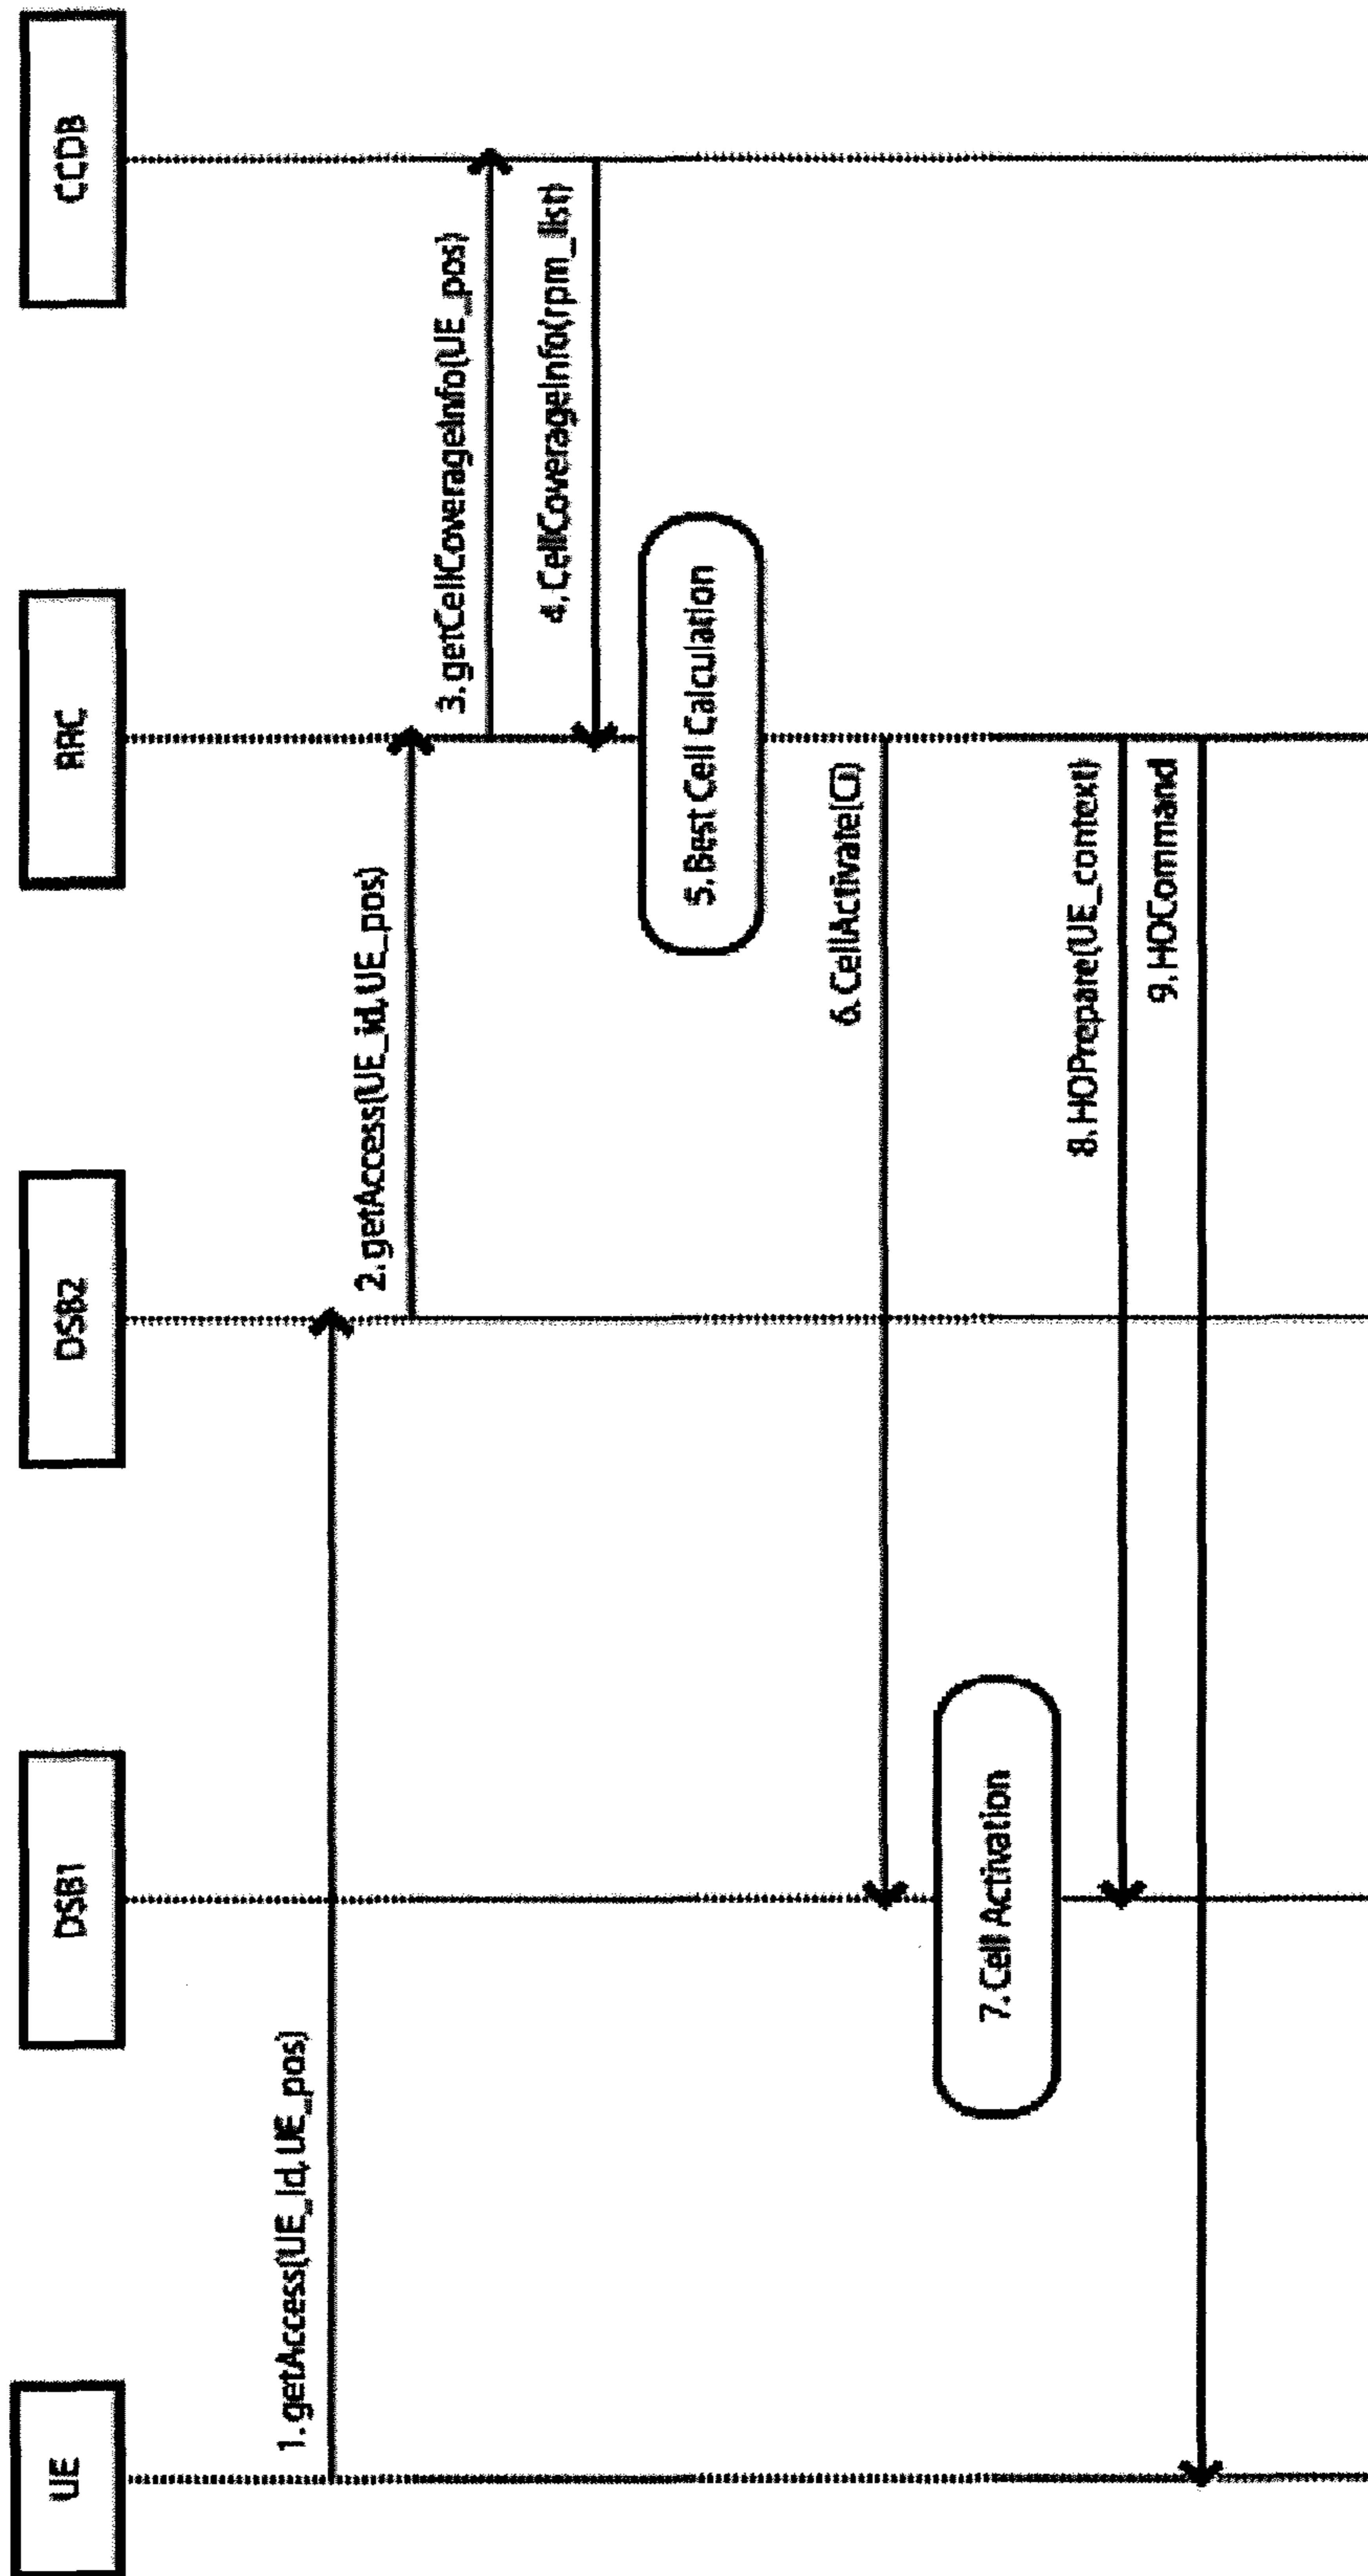 UE
DSB1
DSB2
RRC
CCDB
1. getAccess(UE_id, UE_pos)
2. getAccess(UE_id, UE_pos)
3. getCellCoverageInfo(UE_pos)
4. CellCoverageInfo(rpm_list)
5. Best Cell Calculation
6. CellActivate(Ci)
7. Cell Activation
8. HOPrepare(UE_context)
9. HOCommand